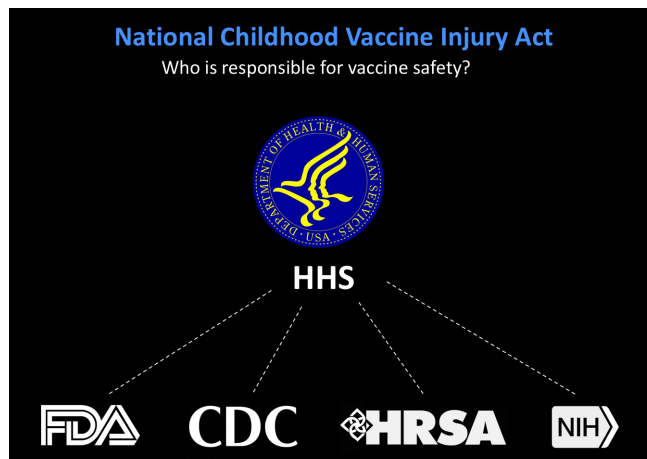 National Childhood Vaccine Injury Act
Who is responsible for vaccine safety?
DEPARTMENT OF HEALTH & HUMAN SERVICES · USA ·
HHS
FDA CDC HRSA NIH